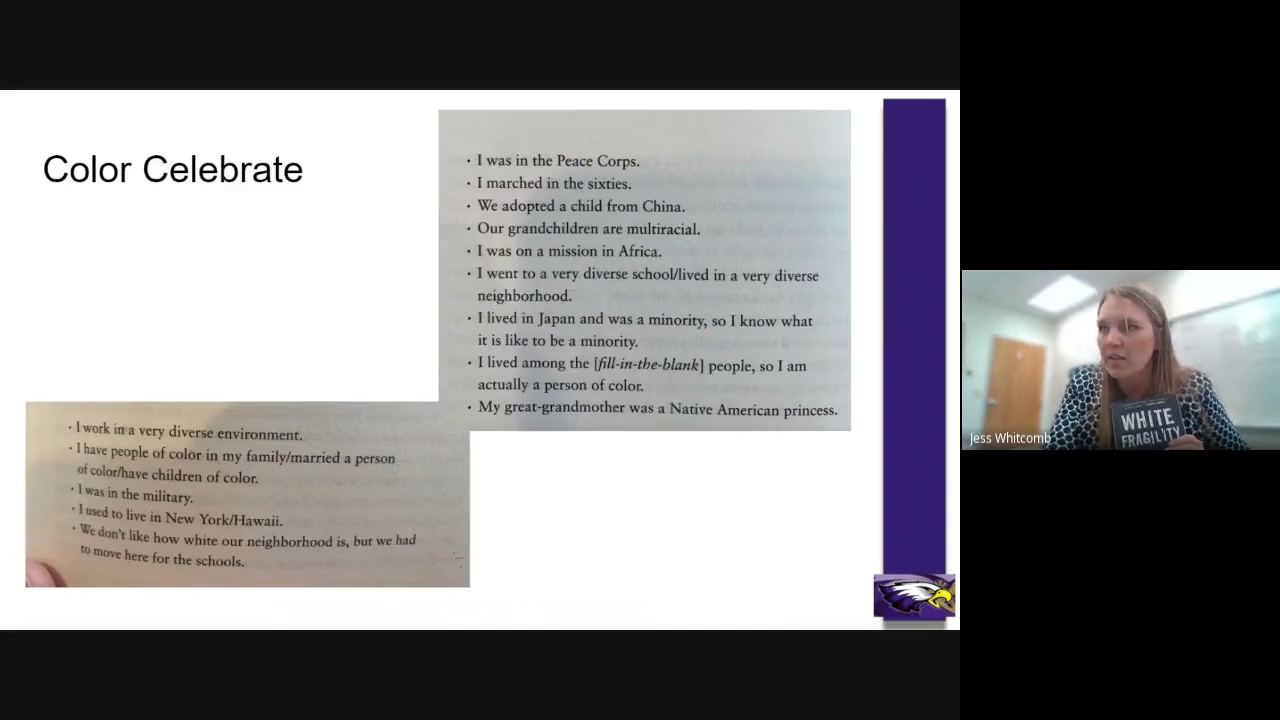 Color Celebrate
· I work in a very diverse environment.
· I have people of color in my family/married a person
of color/have children of color.
· I was in the military.
· I used to live in New York/Hawaii.
· We don't like how white our neighborhood is, but we had
to move here for the schools.
· I was in the Peace Corps.
· I marched in the sixties.
· We adopted a child from China.
· Our grandchildren are multiracial.
· I was on a mission in Africa.
· I went to a very diverse school/lived in a very diverse
neighborhood.
· I lived in Japan and was a minority, so I know what
it is like to be a minority.
· I lived among the [fill-in-the-blank] people, so I am
actually a person of color.
· My great-grandmother was a Native American princess.
WHITE
FRAGILITY
Jess Whitcomb